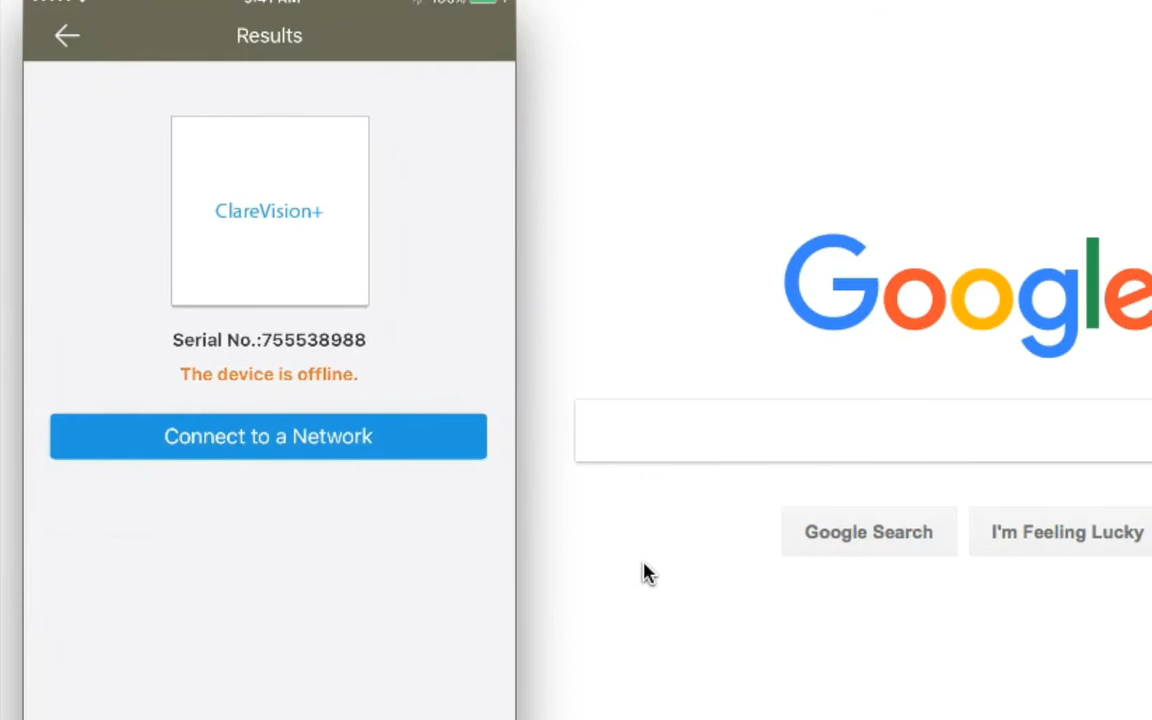 Results
ClareVision+
Serial No.:755538988
The device is offline.
Connect to a Network
Google
Google Search
I'm Feeling Lucky